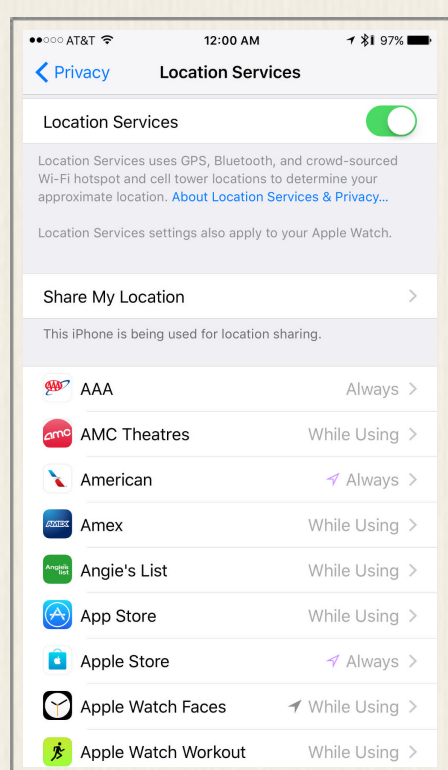 AT&T 12:00 AM 97%
Privacy Location Services
Location Services
Location Services uses GPS, Bluetooth, and crowd-sourced
Wi-Fi hotspot and cell tower locations to determine your
approximate location. About Location Services & Privacy...
Location Services settings also apply to your Apple Watch.
Share My Location
This iPhone is being used for location sharing.
AAA Always
amc AMC Theatres While Using
American Always
AMEX Amex While Using
Angie's list Angie's List While Using
App Store While Using
Apple Store Always
Apple Watch Faces While Using
Apple Watch Workout While Using